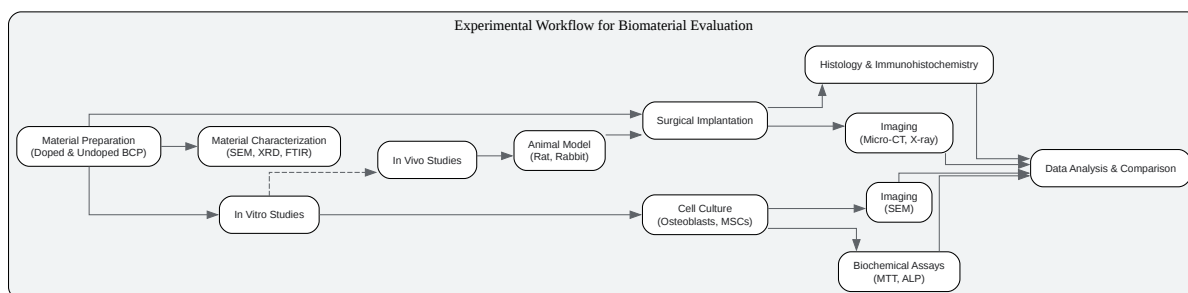 Experimental Workflow for Biomaterial Evaluation
Histology & Immunohistochemistry
Surgical Implantation
Imaging
(Micro-CT, X-ray)
Material Preparation
(Doped & Undoped BCP)
Material Characterization
(SEM, XRD, FTIR)
Animal Model
(Rat, Rabbit)
In Vivo Studies
Data Analysis & Comparison
In Vitro Studies
Cell Culture
(Osteoblasts, MSCs)
Imaging
(SEM)
Biochemical Assays
(MTT, ALP)